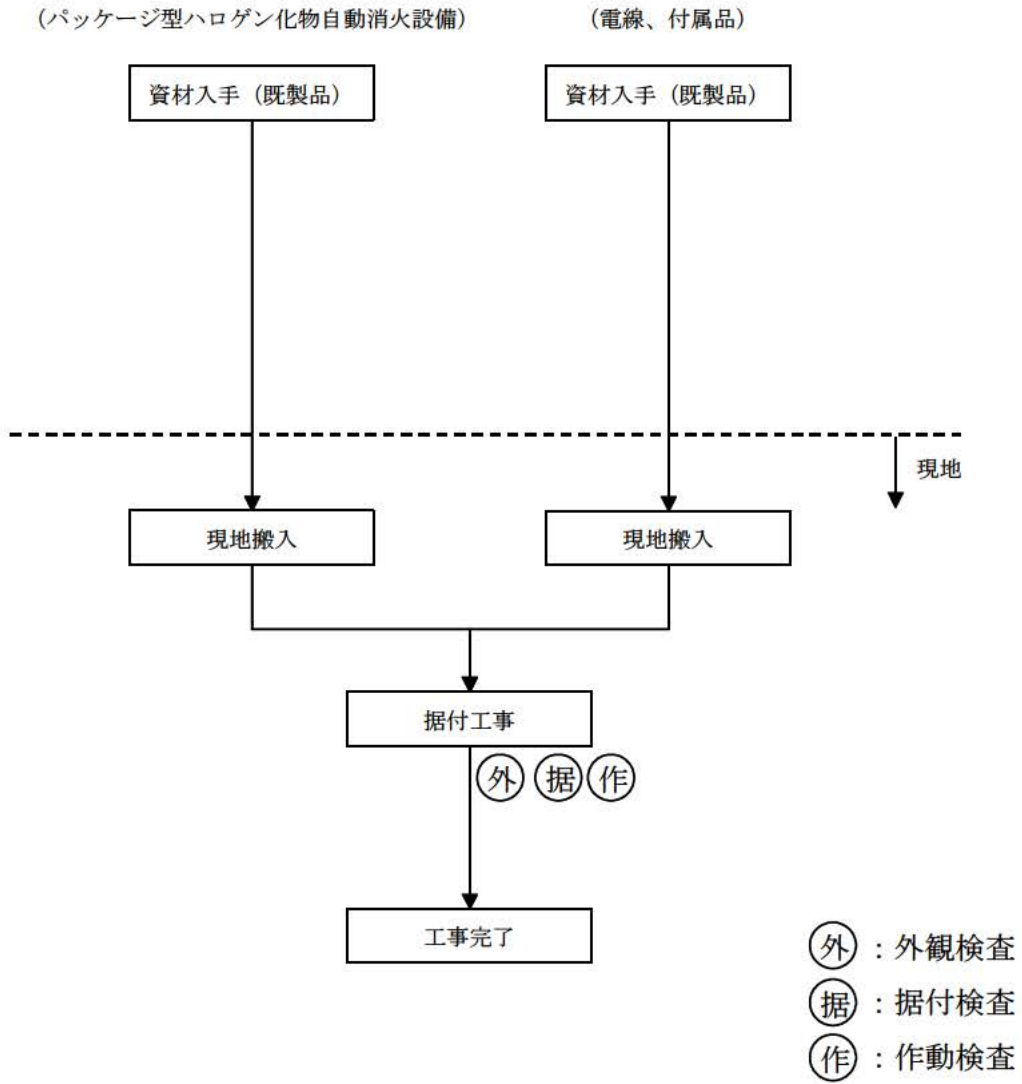 (パッケージ型ハロゲン化物自動消火設備)
(電線、付属品)
資材入手(既製品)
資材入手(既製品)
現地
現地搬入
現地搬入
据付工事
外 据 作
工事完了
外:外観検査
据:据付検査
作:作動検査